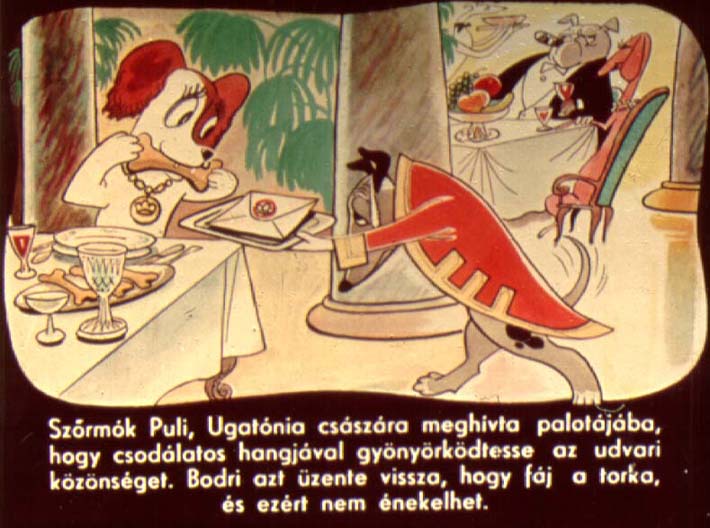 Szőrmók Puli, Ugatónia császára meghívta palotájába,
hogy csodálatos hangjával gyönyörködtesse az udvari
közönséget. Bodri azt üzente vissza, hogy fáj a torka,
és ezért nem énekelhet.